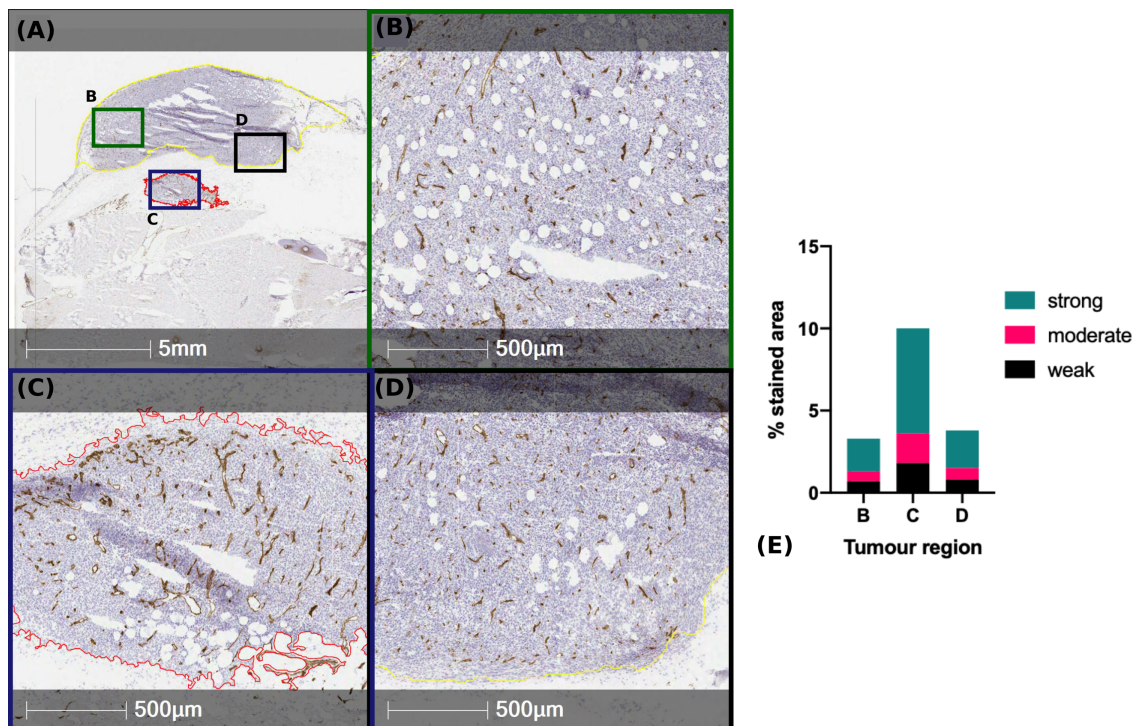 (A)
B
D
C
5mm
(B)
500µm
(C)
500µm
(D)
500µm
15
10
5
0
% stained area
B C D
Tumour region
strong
moderate
weak
(E)